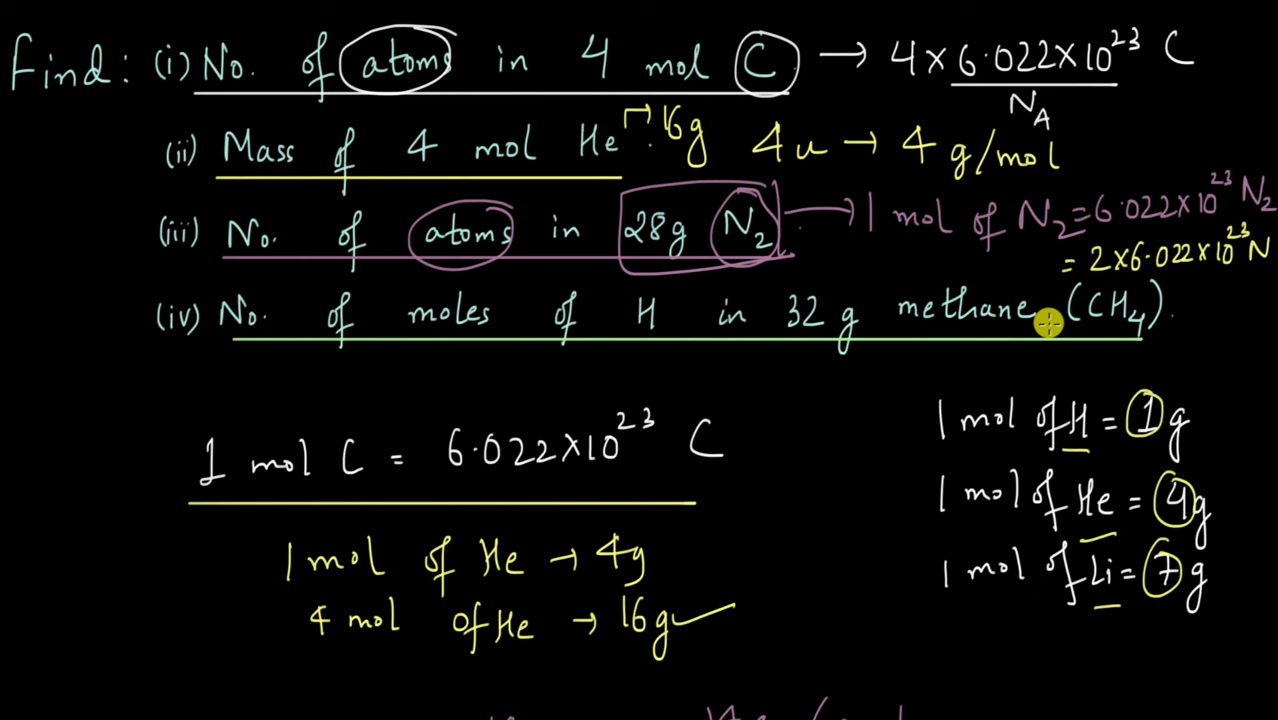 Find: (i) No. of atoms in 4 mol C → 4 × 6.022 × 10²³ C
N_A
(ii) Mass of 4 mol He → 16g 4u → 4 g/mol
(iii) No. of atoms in 28g N₂ → 1 mol of N₂ = 6.022×10²³ N₂
= 2×6.022×10²³ N
(iv) No. of moles of H in 32 g methane (CH₄).
1 mol of H = 1g
1 mol C = 6.022×10²³ C
1 mol of He = 4g
1 mol of He → 4g
1 mol of Li = 7g
4 mol of He → 16g